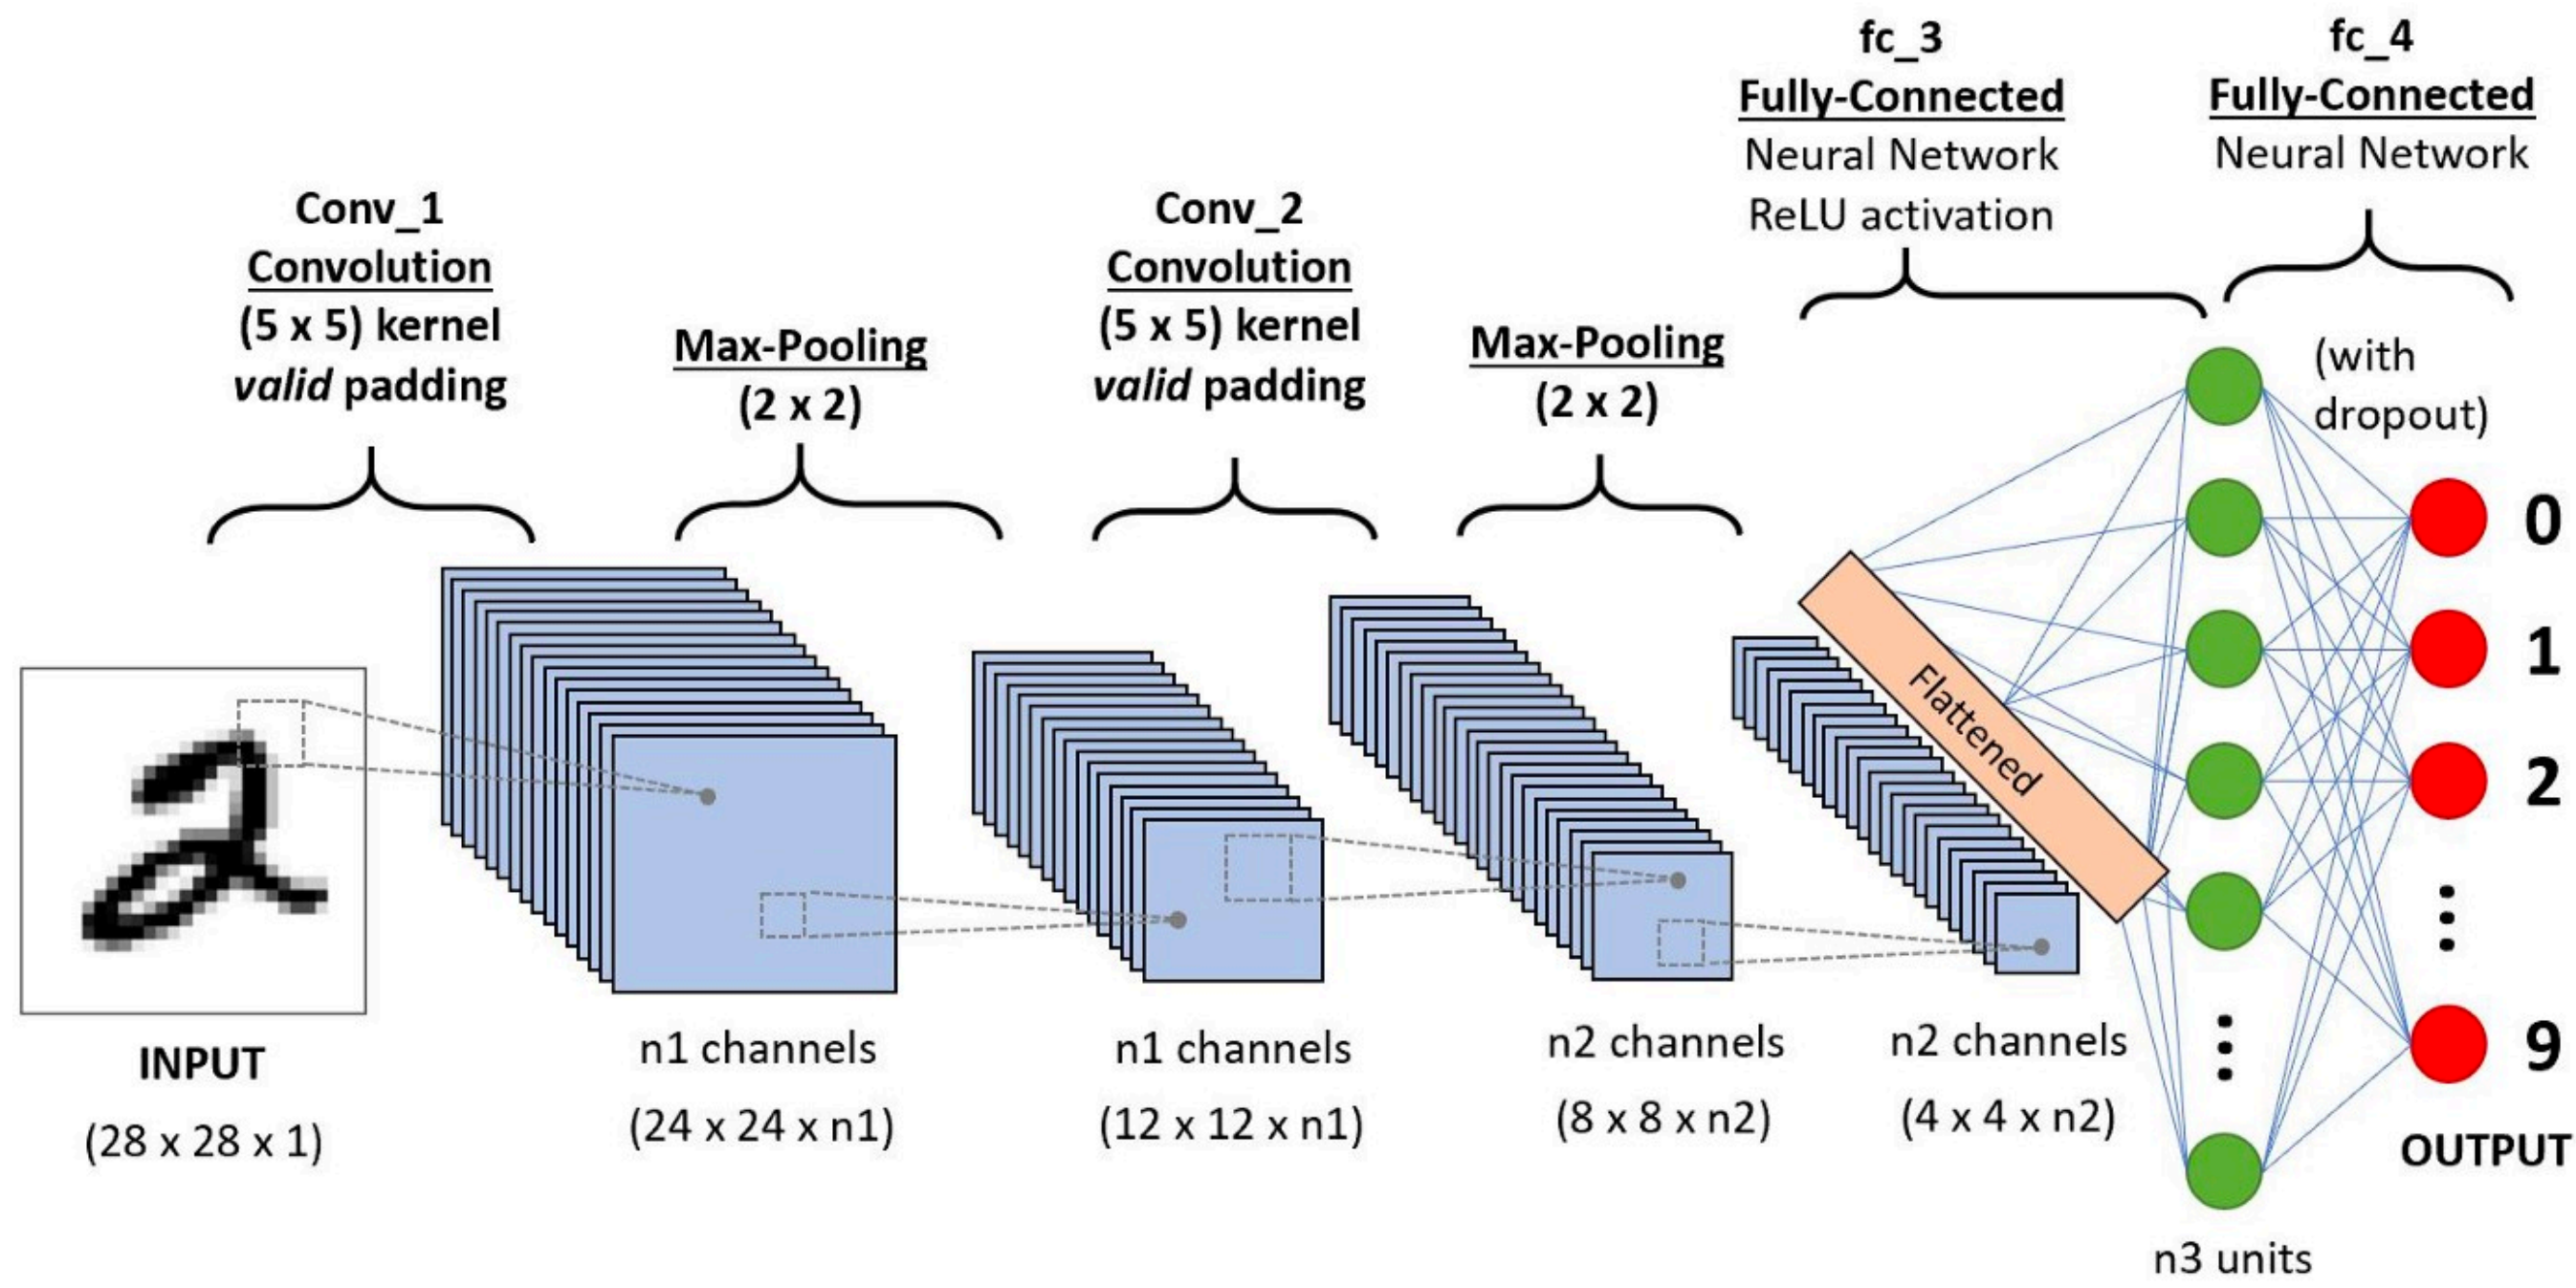 Conv_1
Convolution
(5 x 5) kernel
valid padding
Max-Pooling
(2 x 2)
Conv_2
Convolution
(5 x 5) kernel
valid padding
Max-Pooling
(2 x 2)
fc_3
Fully-Connected
Neural Network
ReLU activation
fc_4
Fully-Connected
Neural Network
(with
dropout)
Flattened
0
1
2
9
INPUT
(28 x 28 x 1)
n1 channels
(24 x 24 x n1)
n1 channels
(12 x 12 x n1)
n2 channels
(8 x 8 x n2)
n2 channels
(4 x 4 x n2)
n3 units
OUTPUT